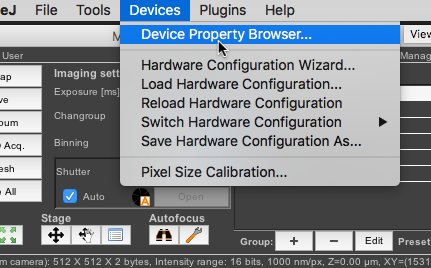 eJ File Tools Devices Plugins Help
Device Property Browser...
Hardware Configuration Wizard...
Load Hardware Configuration...
Reload Hardware Configuration
Switch Hardware Configuration
Save Hardware Configuration As...
Pixel Size Calibration...
M
View
User
Manag
ap
ve
bum
Acq.
esh
e All
Imaging sett
Exposure [ms]
Changroup
Binning
Shutter
Auto
A
Open
Stage
Autofocus
Group:
+
−
Edit
m camera): 512 X 512 X 2 bytes, Intensity range: 16 bits, 1000 nm/px, Z=0.00 µm, XY=(1531